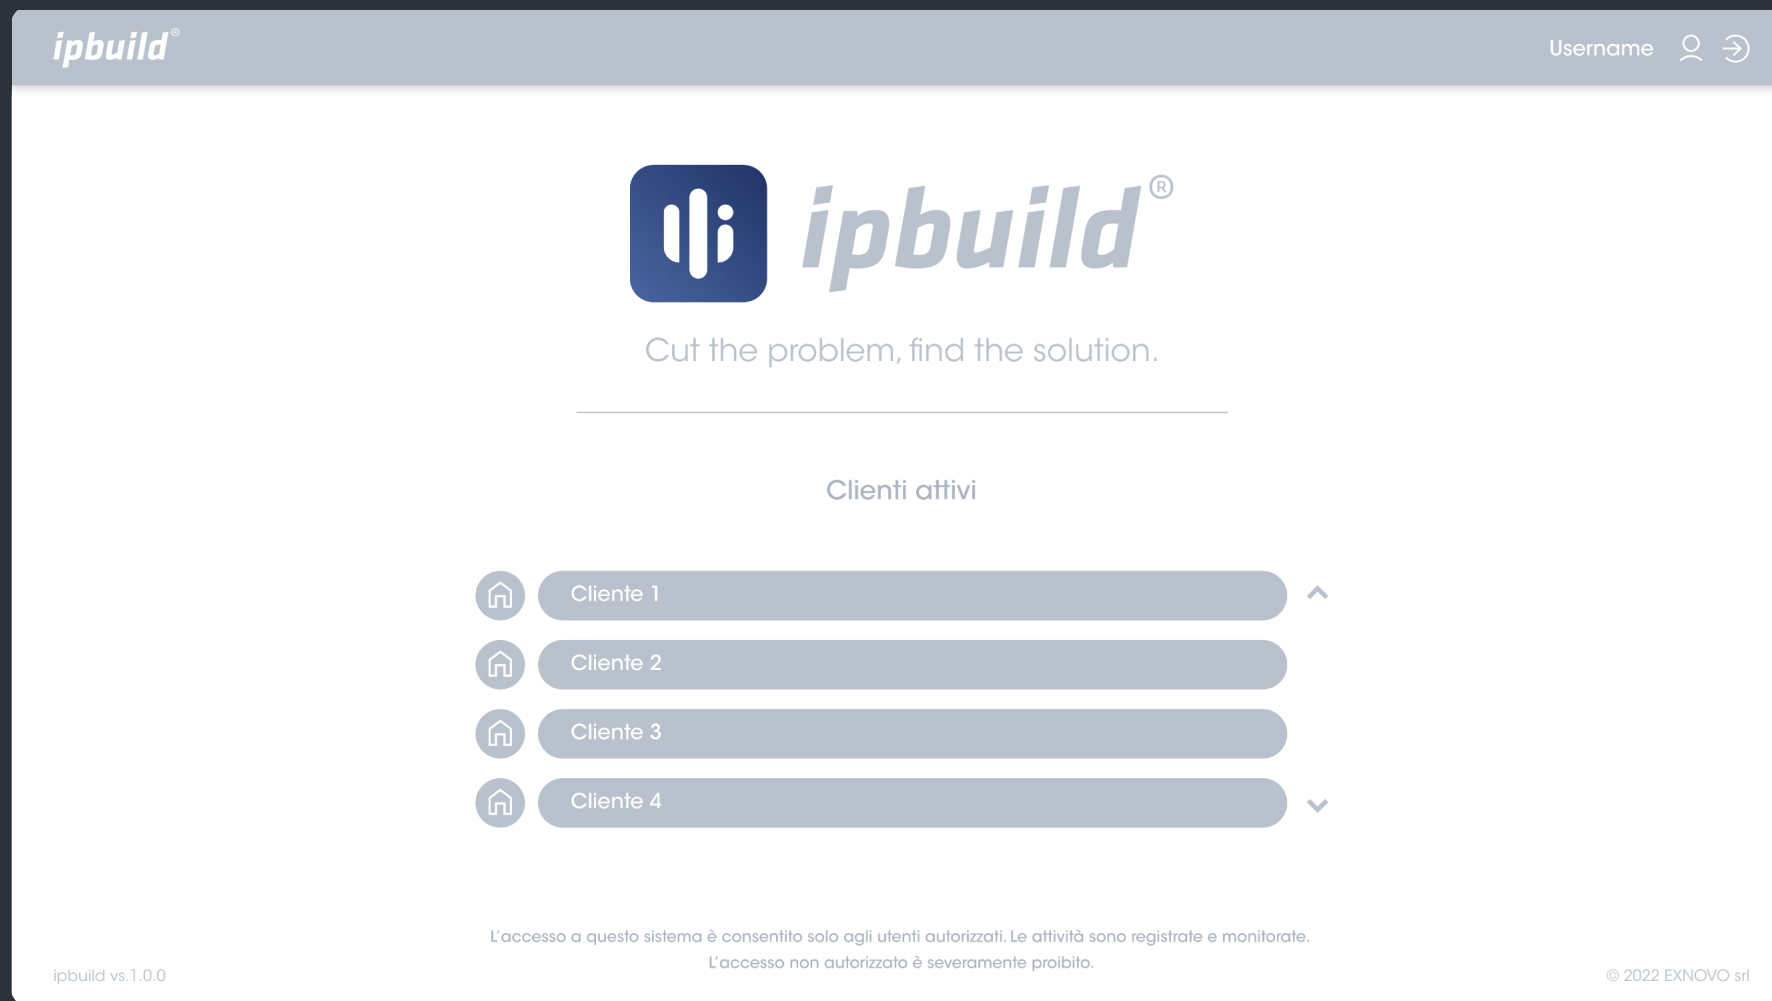 ipbuild®
Username
ipbuild®
Cut the problem, find the solution.
Clienti attivi
Cliente 1
Cliente 2
Cliente 3
Cliente 4
L'accesso a questo sistema è consentito solo agli utenti autorizzati. Le attività sono registrate e monitorate.
L'accesso non autorizzato è severamente proibito.
ipbuild vs.1.0.0
© 2022 EXNOVO srl